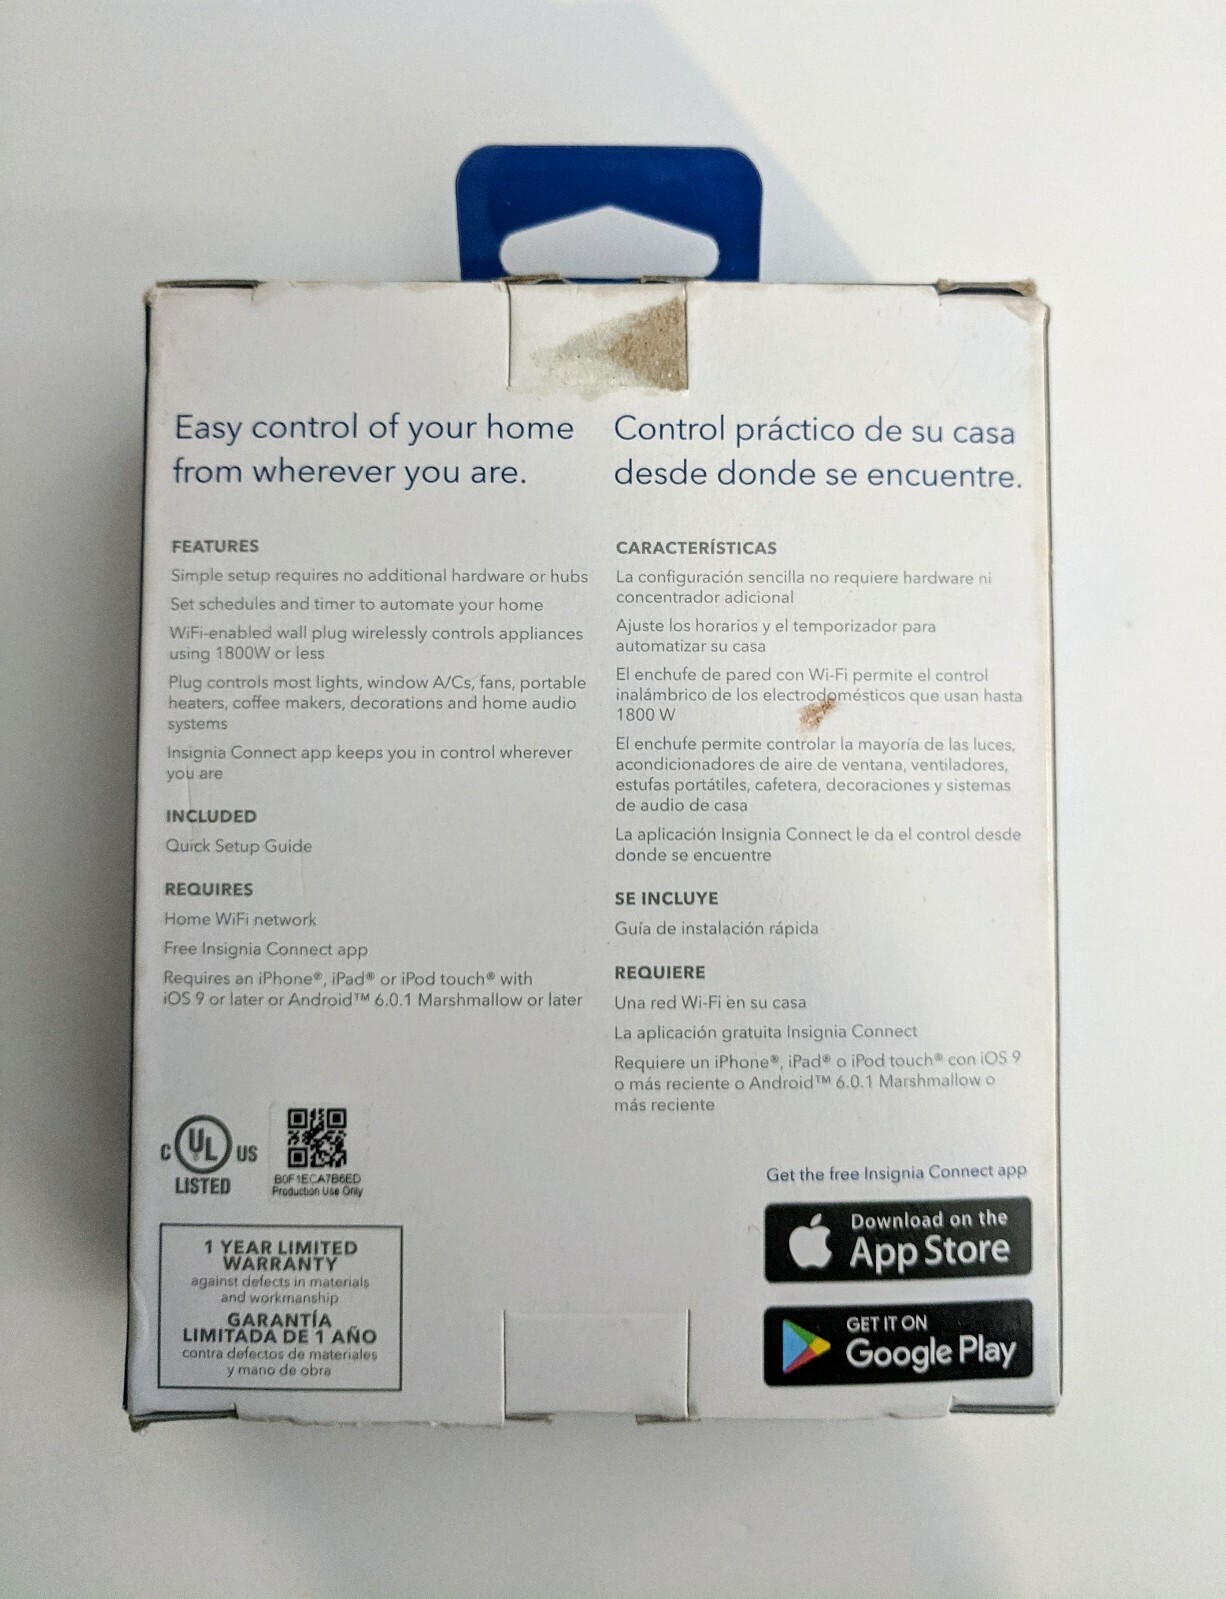 Easy control of your home
from wherever you are.
FEATURES
Simple setup requires no additional hardware or hubs
Set schedules and timer to automate your home
WiFi-enabled wall plug wirelessly controls appliances
using 1800W or less
Plug controls most lights, window A/Cs, fans, portable
heaters, coffee makers, decorations and home audio
systems
Insignia Connect app keeps you in control wherever
you are
INCLUDED
Quick Setup Guide
REQUIRES
Home WiFi network
Free Insignia Connect app
Requires an iPhone®, iPad® or iPod touch® with
iOS 9 or later or Android™ 6.0.1 Marshmallow or later
Control práctico de su casa
desde donde se encuentre.
CARACTERÍSTICAS
La configuración sencilla no requiere hardware ni
concentrador adicional
Ajuste los horarios y el temporizador para
automatizar su casa
El enchufe de pared con Wi-Fi permite el control
inalámbrico de los electrodomésticos que usan hasta
1800 W
El enchufe permite controlar la mayoría de las luces,
acondicionadores de aire de ventana, ventiladores,
estufas portátiles, cafetera, decoraciones y sistemas
de audio de casa
La aplicación Insignia Connect le da el control desde
donde se encuentre
SE INCLUYE
Guía de instalación rápida
REQUIERE
Una red Wi-Fi en su casa
La aplicación gratuita Insignia Connect
Requiere un iPhone®, iPad® o iPod touch® con iOS 9
o más reciente o Android™ 6.0.1 Marshmallow o
más reciente
C UL US
LISTED
B0F1ECA7B6ED
Production Use Only
1 YEAR LIMITED
WARRANTY
against defects in materials
and workmanship
GARANTÍA
LIMITADA DE 1 AÑO
contra defectos de materiales
y mano de obra
Get the free Insignia Connect app
Download on the
App Store
GET IT ON
Google Play